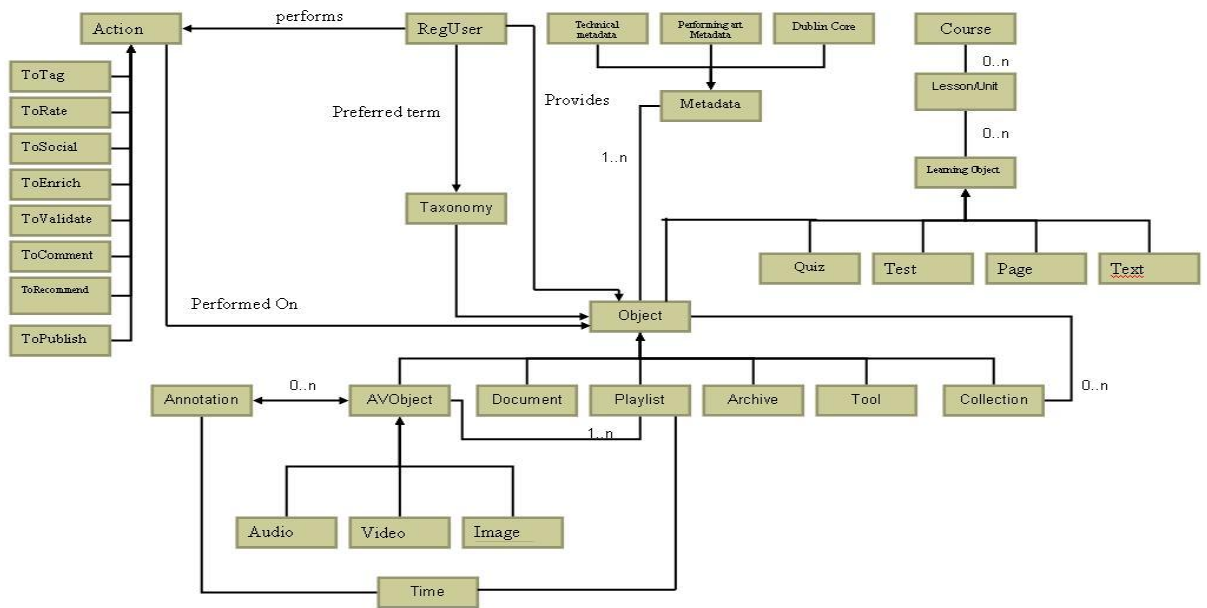 performs
Action
RegUser
Technical
metadata
Performing art
Metadata
Dublin Core
Course
0..n
ToTag
Lesson/Unit
ToRate
Preferred term
Provides
Metadata
0..n
ToSocial
1..n
Learning Object
ToEnrich
ToValidate
Taxonomy
ToComment
Quiz
Test
Page
Text
ToRecommend
Performed On
Object
ToPublish
0..n
0..n
Annotation
AVObject
Document
Playlist
Archive
Tool
Collection
1..n
Audio
Video
Image
Time